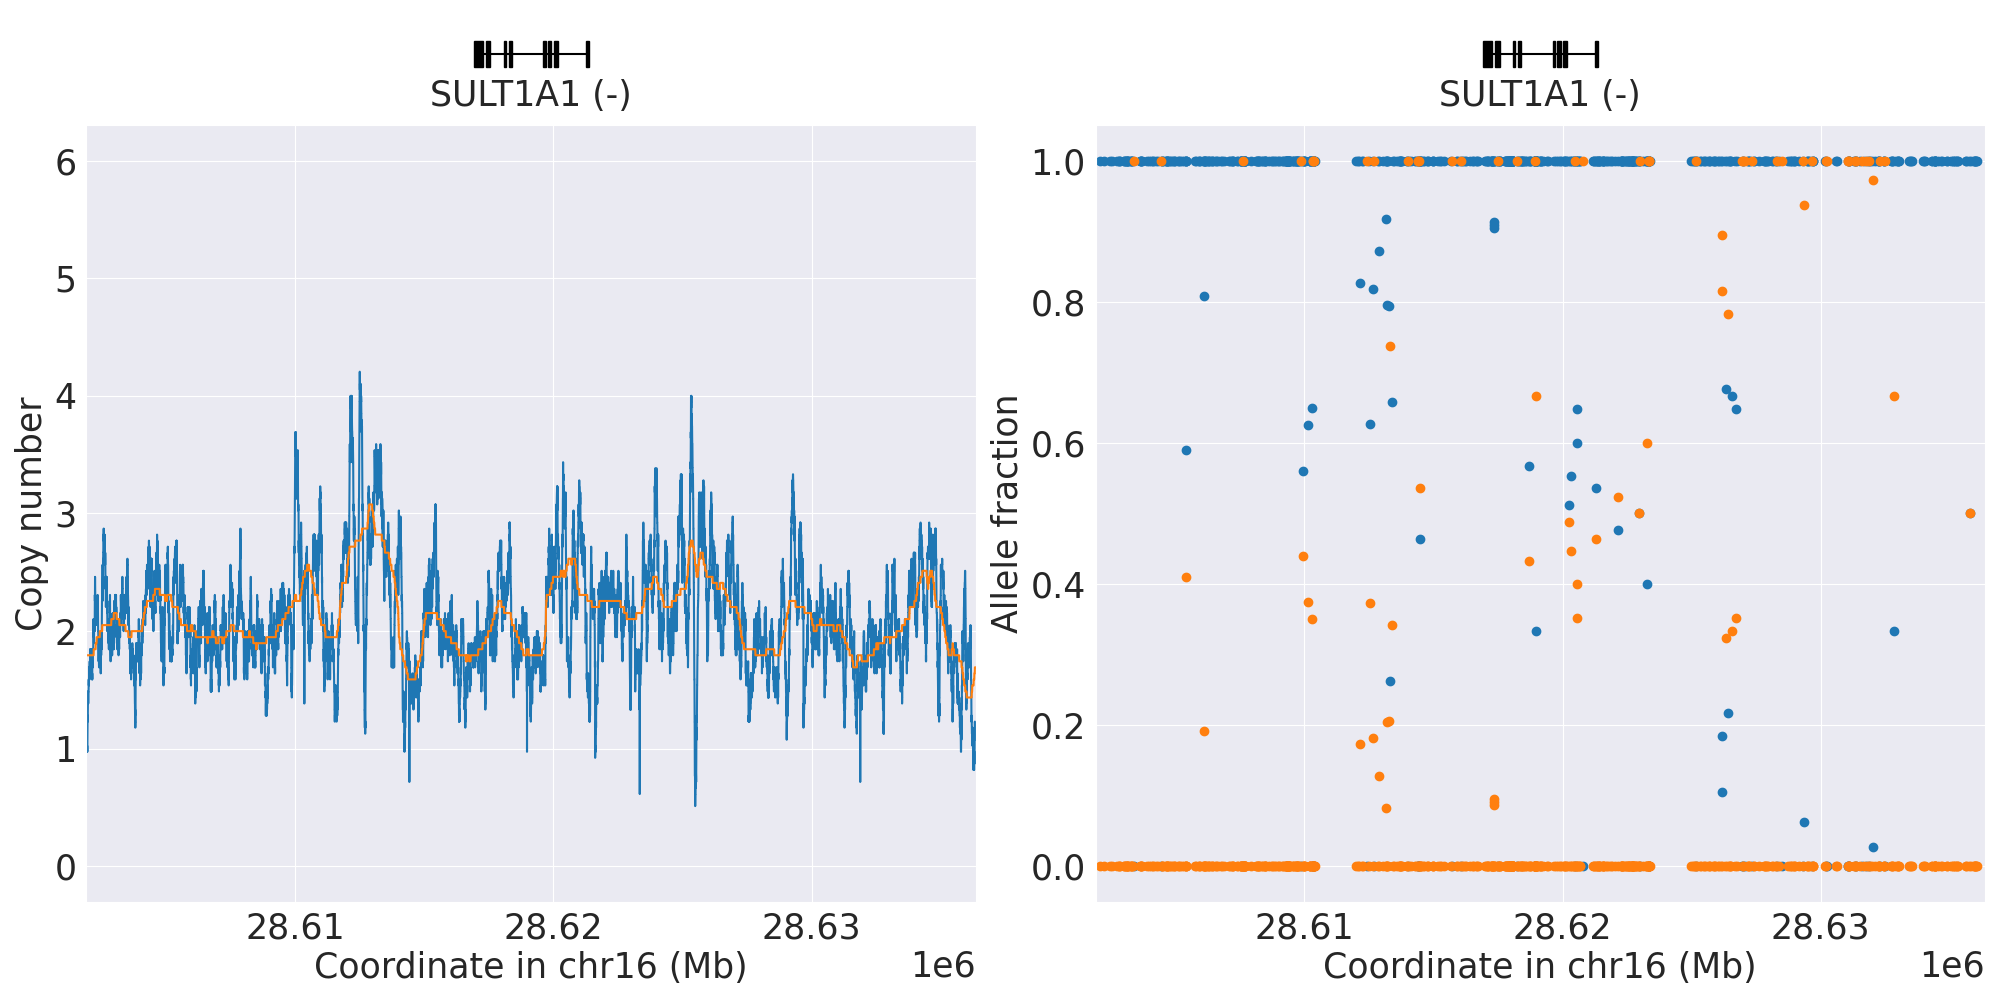 SULT1A1 (-)
Copy number
6
5
4
3
2
1
0
28.61
28.62
28.63
Coordinate in chr16 (Mb)
1e6
SULT1A1 (-)
Allele fraction
1.0
0.8
0.6
0.4
0.2
0.0
28.61
28.62
28.63
Coordinate in chr16 (Mb)
1e6